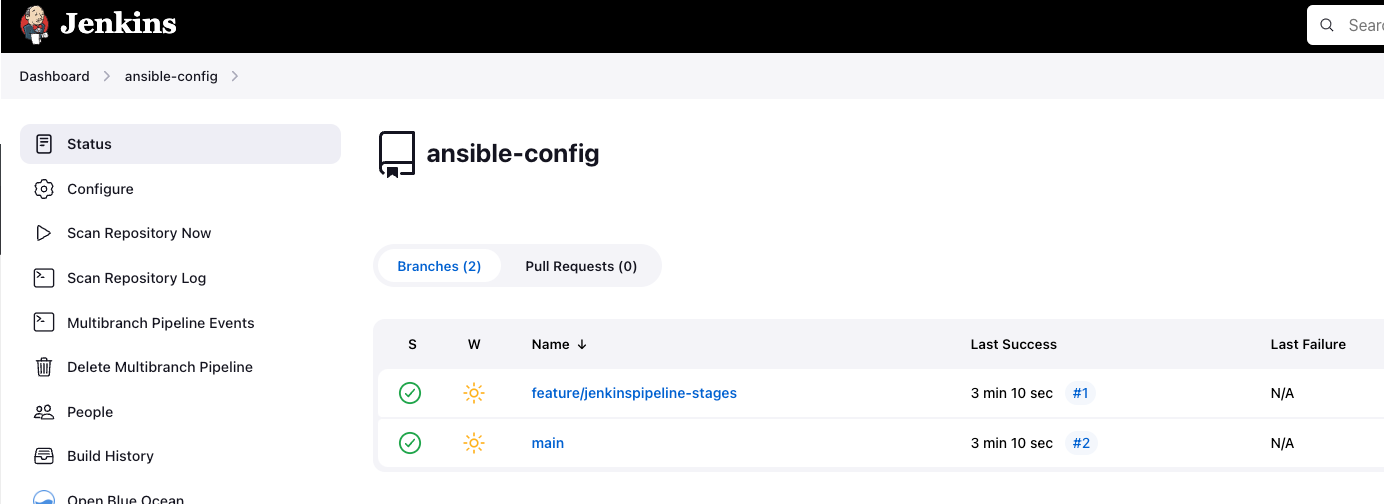 Jenkins
Sear
Dashboard > ansible-config >
Status
Configure
Scan Repository Now
Scan Repository Log
Multibranch Pipeline Events
Delete Multibranch Pipeline
People
Build History
Open Blue Ocean
ansible-config
Branches (2) Pull Requests (0)
S W Name ↓ Last Success Last Failure
feature/jenkinspipeline-stages 3 min 10 sec #1 N/A
main 3 min 10 sec #2 N/A